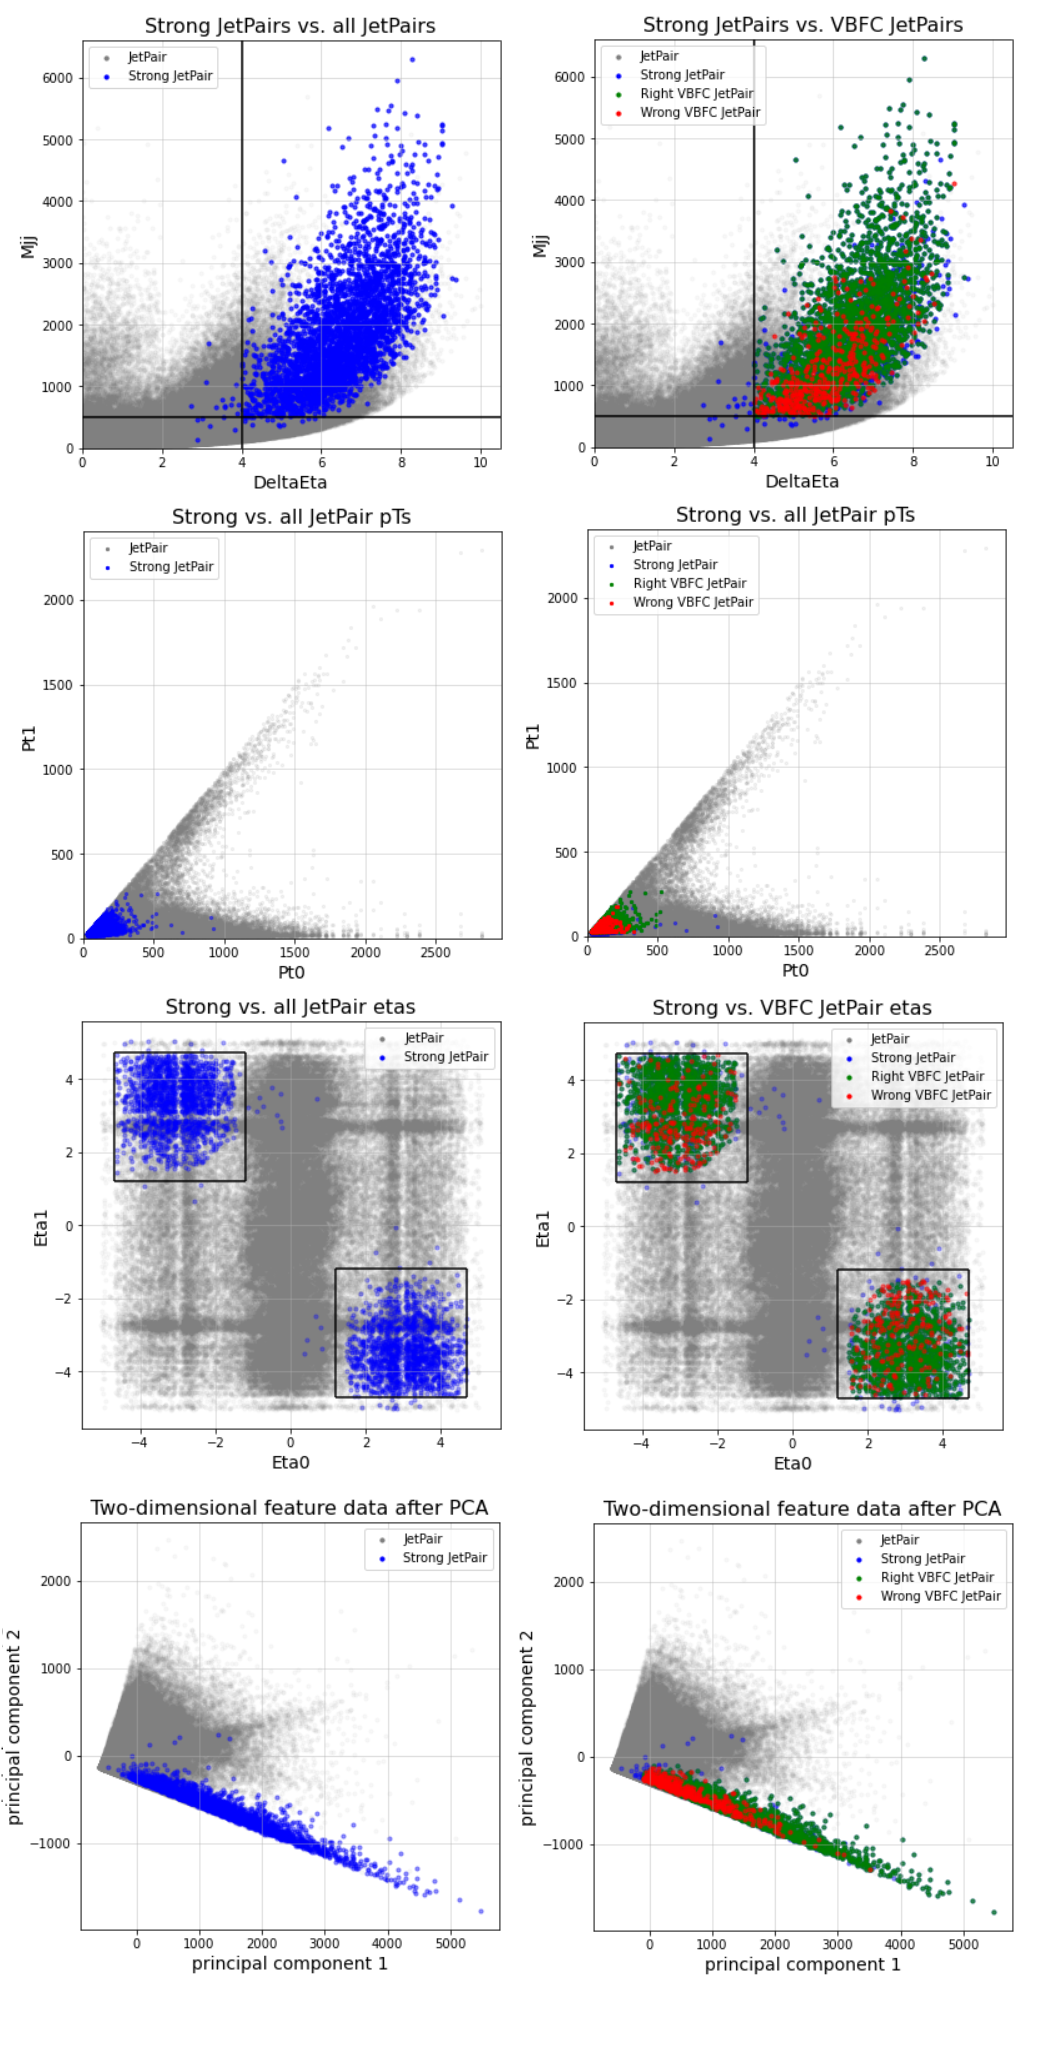 Strong JetPairs vs. all JetPairs
JetPair
Strong JetPair
6000
5000
4000
3000
2000
1000
0
Mjj
0 2 4 6 8 10
DeltaEta
Strong JetPairs vs. VBFC JetPairs
JetPair
Strong JetPair
Right VBFC JetPair
Wrong VBFC JetPair
6000
5000
4000
3000
2000
1000
0
Mjj
0 2 4 6 8 10
DeltaEta
Strong vs. all JetPair pTs
JetPair
Strong JetPair
2000
1500
1000
500
0
Pt1
0 500 1000 1500 2000 2500
Pt0
Strong vs. all JetPair pTs
JetPair
Strong JetPair
Right VBFC JetPair
Wrong VBFC JetPair
2000
1500
1000
500
0
Pt1
0 500 1000 1500 2000 2500
Pt0
Strong vs. all JetPair etas
JetPair
Strong JetPair
4
2
0
−2
−4
Eta1
−4 −2 0 2 4
Eta0
Strong vs. VBFC JetPair etas
JetPair
Strong JetPair
Right VBFC JetPair
Wrong VBFC JetPair
4
2
0
−2
−4
Eta1
−4 −2 0 2 4
Eta0
Two-dimensional feature data after PCA
JetPair
Strong JetPair
2000
1000
0
−1000
principal component 2
0 1000 2000 3000 4000 5000
principal component 1
Two-dimensional feature data after PCA
JetPair
Strong JetPair
Right VBFC JetPair
Wrong VBFC JetPair
2000
1000
0
−1000
principal component 2
0 1000 2000 3000 4000 5000
principal component 1